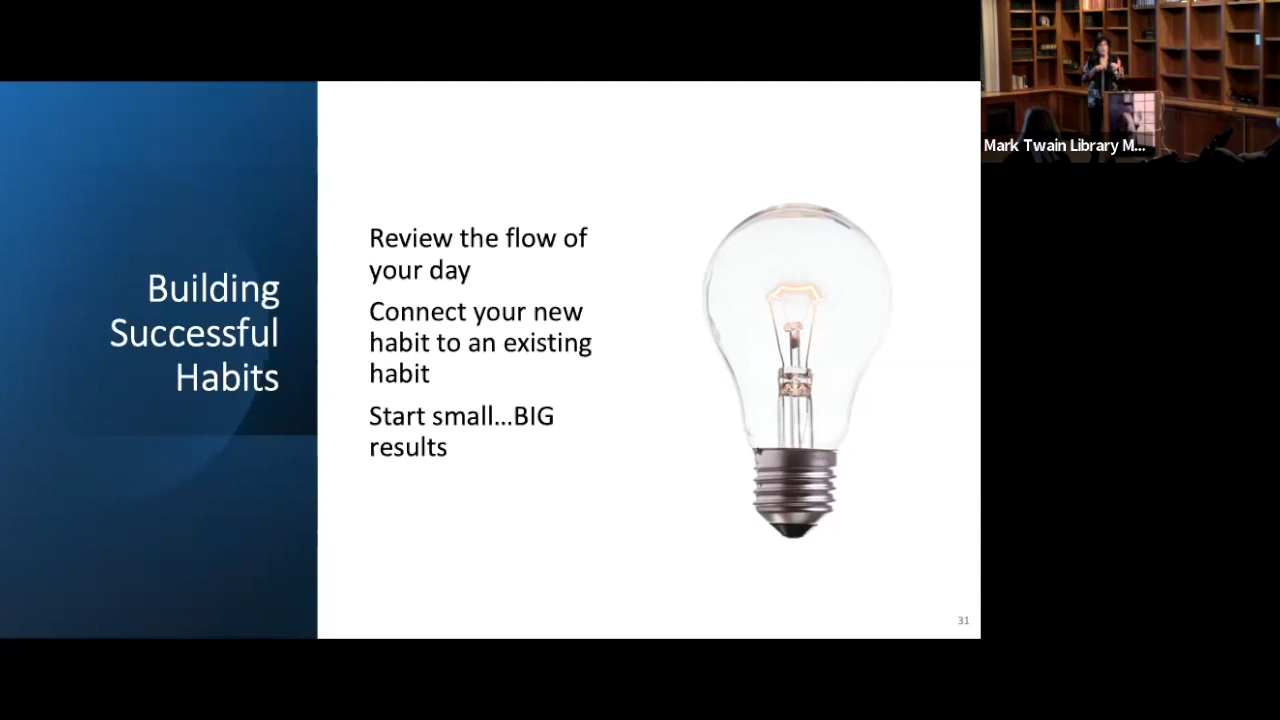 Building
Successful
Habits
Review the flow of
your day
Connect your new
habit to an existing
habit
Start small...BIG
results
31
Mark Twain Library M...